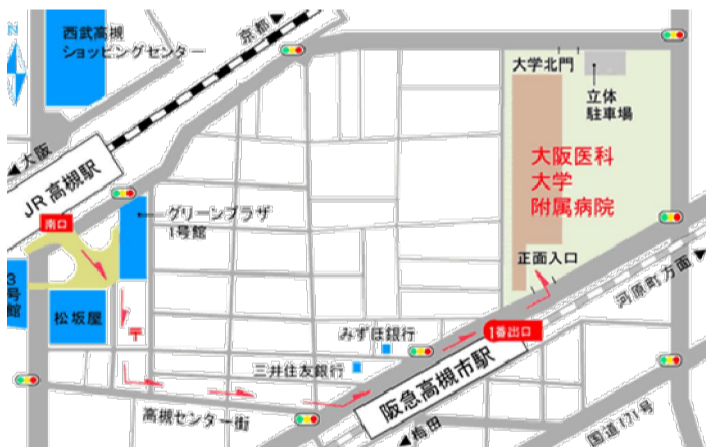 N
西武高槻
ショッピングセンター
京都▶
大学北門
立体
駐車場
◀大阪
JR高槻駅
大阪医科
大学
附属病院
南口
グリーンプラザ
1号館
正面入口
河原町方面▶
3号館
松坂屋
〒
みずほ銀行
1番出口
三井住友銀行
阪急高槻市駅
高槻センター街
◀梅田
国道171号